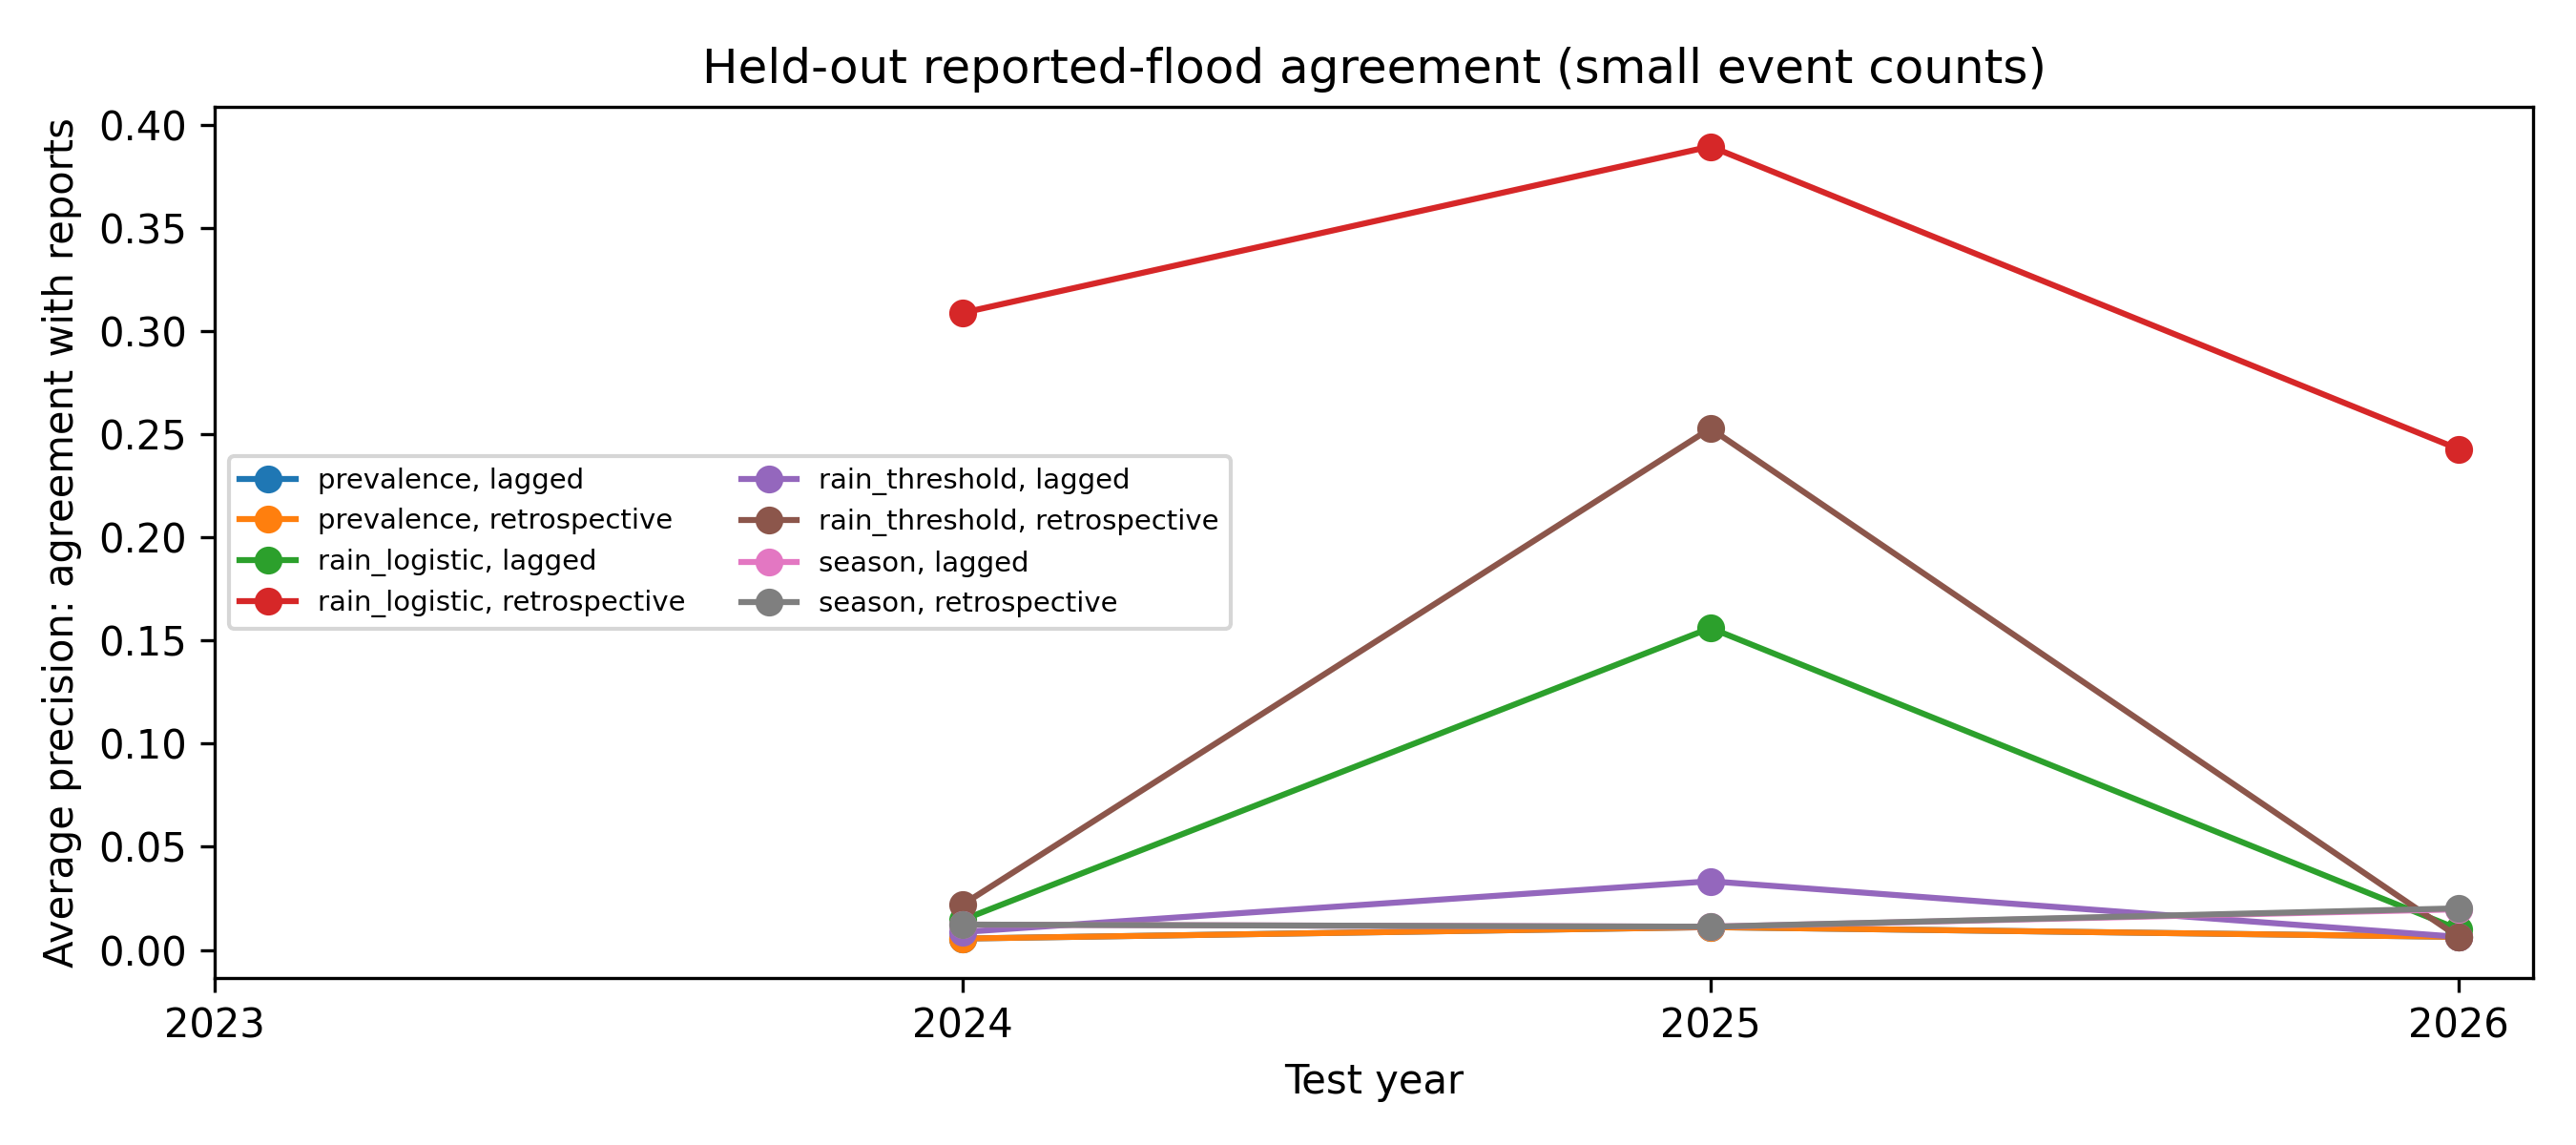 Held-out reported-flood agreement (small event counts)
Average precision: agreement with reports
0.40
0.35
0.30
0.25
0.20
0.15
0.10
0.05
0.00
prevalence, lagged
prevalence, retrospective
rain_logistic, lagged
rain_logistic, retrospective
rain_threshold, lagged
rain_threshold, retrospective
season, lagged
season, retrospective
2023 2024 2025 2026
Test year